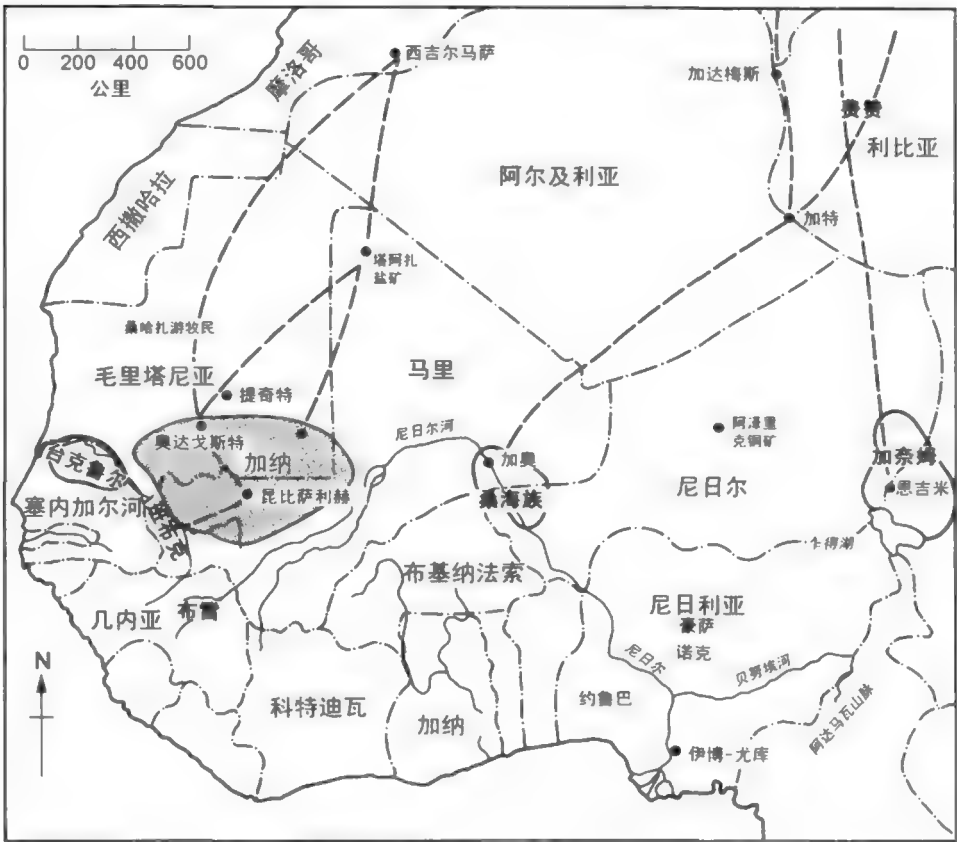 0 200 400 600
公里
摩洛哥
西吉尔马萨
加达梅斯
费赞
利比亚
阿尔及利亚
西撒哈拉
加特
塔阿扎
盐矿
桑哈扎游牧民
毛里塔尼亚
马里
提奇特
奥达戈斯特
尼日尔河
阿泽里
克铜矿
加纳
加奥
加奈姆
台克鲁尔
昆比萨利赫
桑海族
尼日尔
恩吉米
塞内加尔河
班布克
乍得湖
布基纳法索
几内亚
布雷
尼日利亚
豪萨
诺克
N
尼日尔
贝努埃河
科特迪瓦
加纳
约鲁巴
阿达马瓦山脉
伊博-尤库